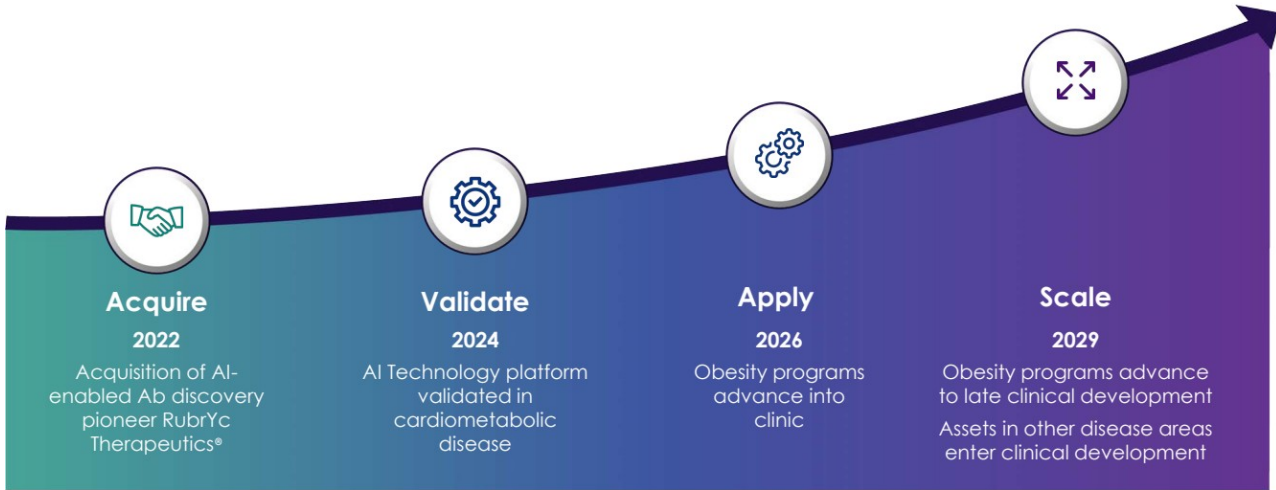 Acquire
2022
Acquisition of AI-
enabled Ab discovery
pioneer RubrYc
Therapeutics®
Validate
2024
AI Technology platform
validated in
cardiometabolic
disease
Apply
2026
Obesity programs
advance into
clinic
Scale
2029
Obesity programs advance
to late clinical development
Assets in other disease areas
enter clinical development